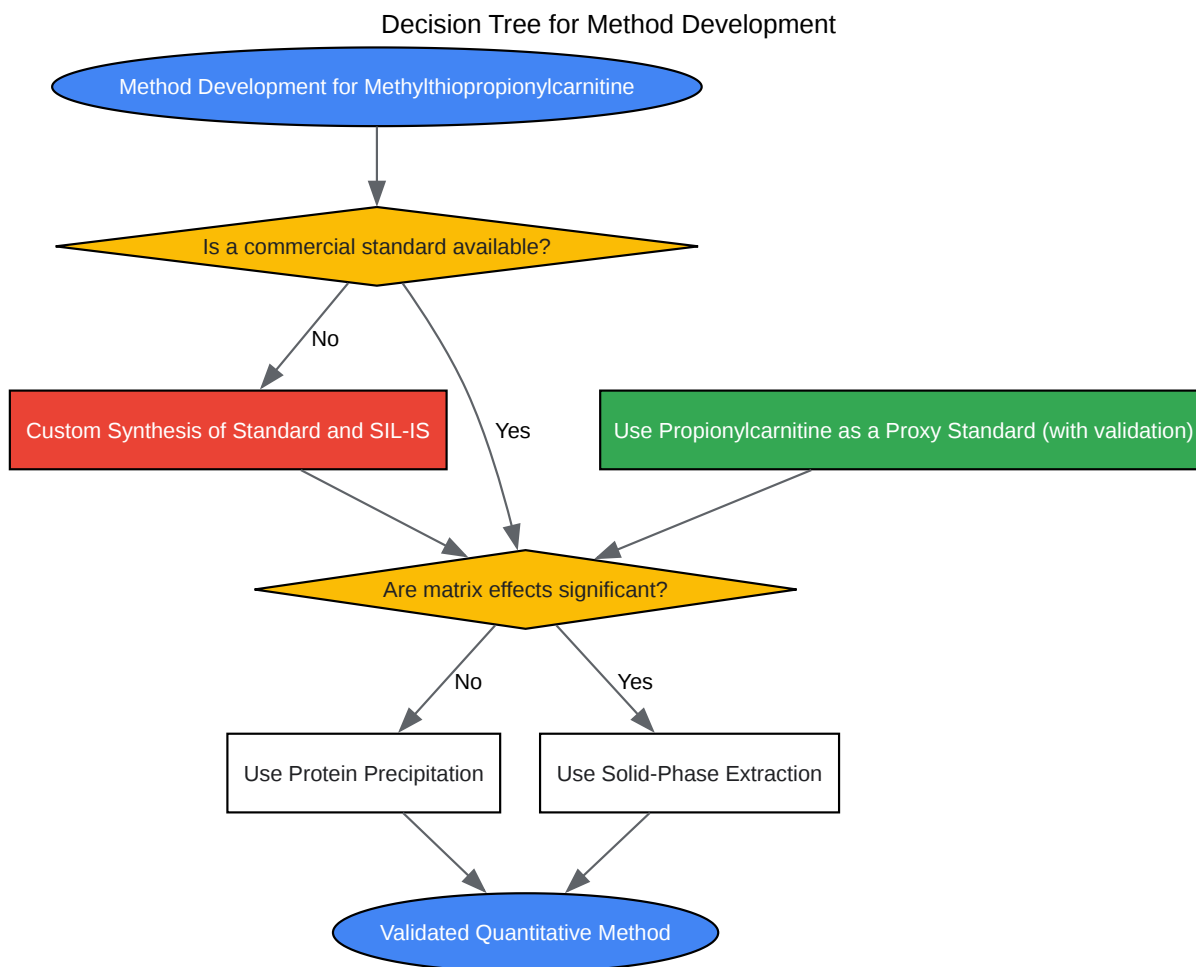 Decision Tree for Method Development
Method Development for Methylthiopropionylcarnitine
Is a commercial standard available?
No
Yes
Custom Synthesis of Standard and SIL-IS
Use Propionylcarnitine as a Proxy Standard (with validation)
Are matrix effects significant?
No
Yes
Use Protein Precipitation
Use Solid-Phase Extraction
Validated Quantitative Method